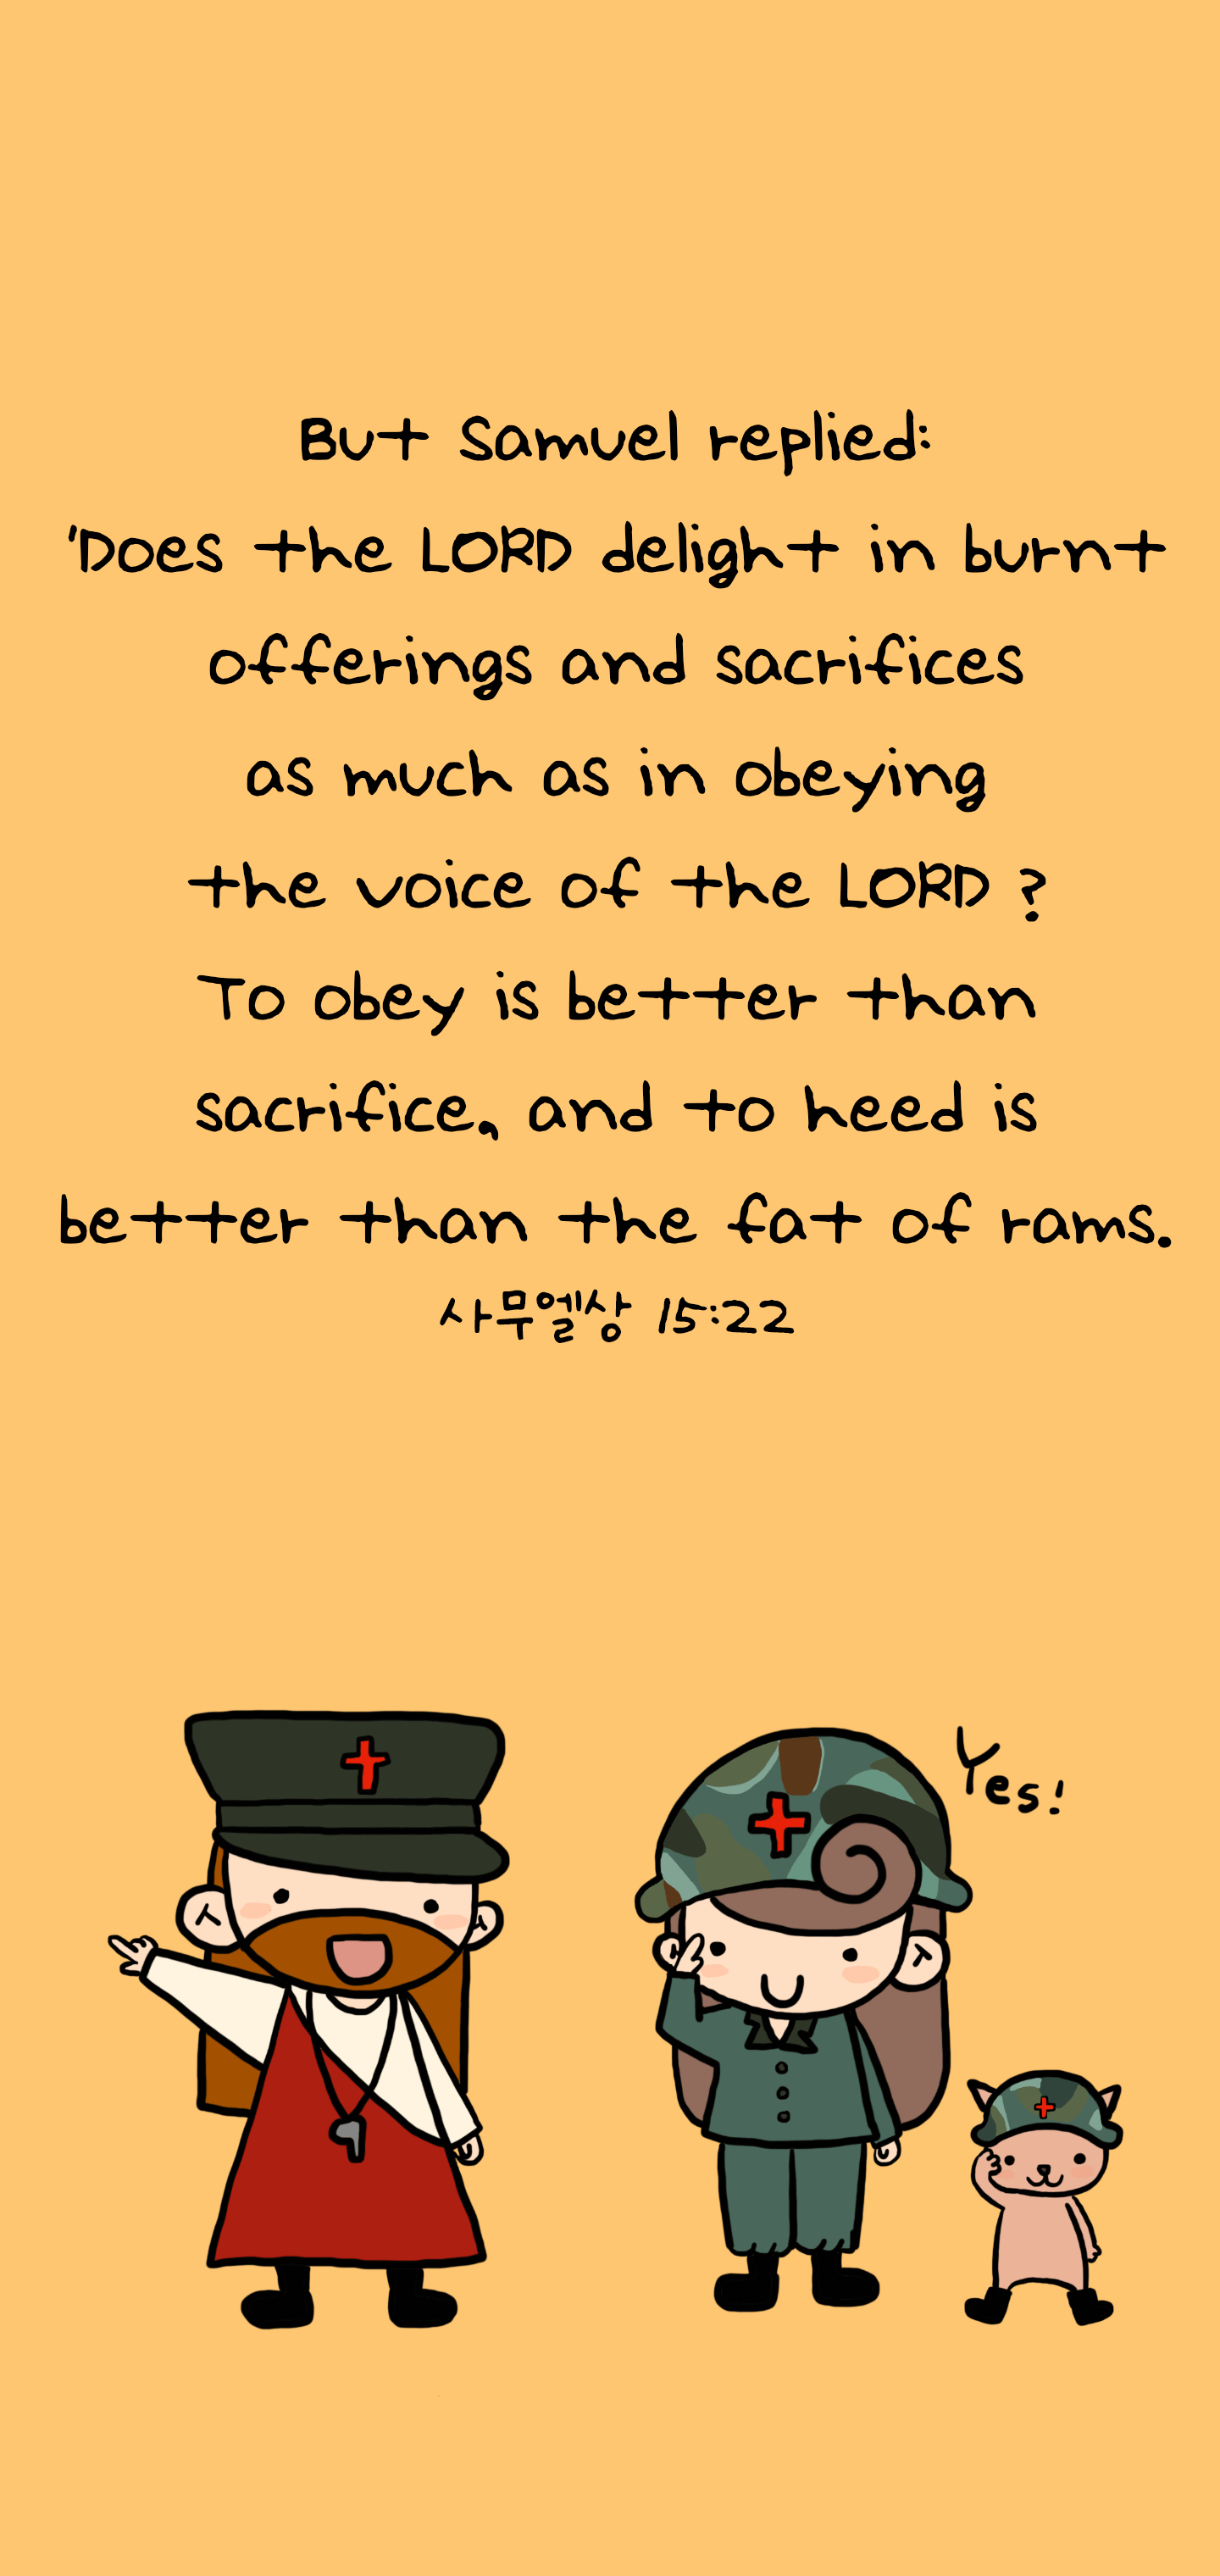 But Samuel replied:
'Does the LORD delight in burnt
offerings and sacrifices
as much as in obeying
the voice of the LORD ?
To obey is better than
sacrifice, and to heed is
better than the fat of rams.
사무엘상 15:22
Yes!